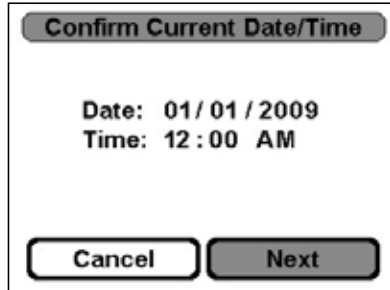 Confirm Current Date/Time
Date: 01/01/2009
Time: 12:00 AM
Cancel Next